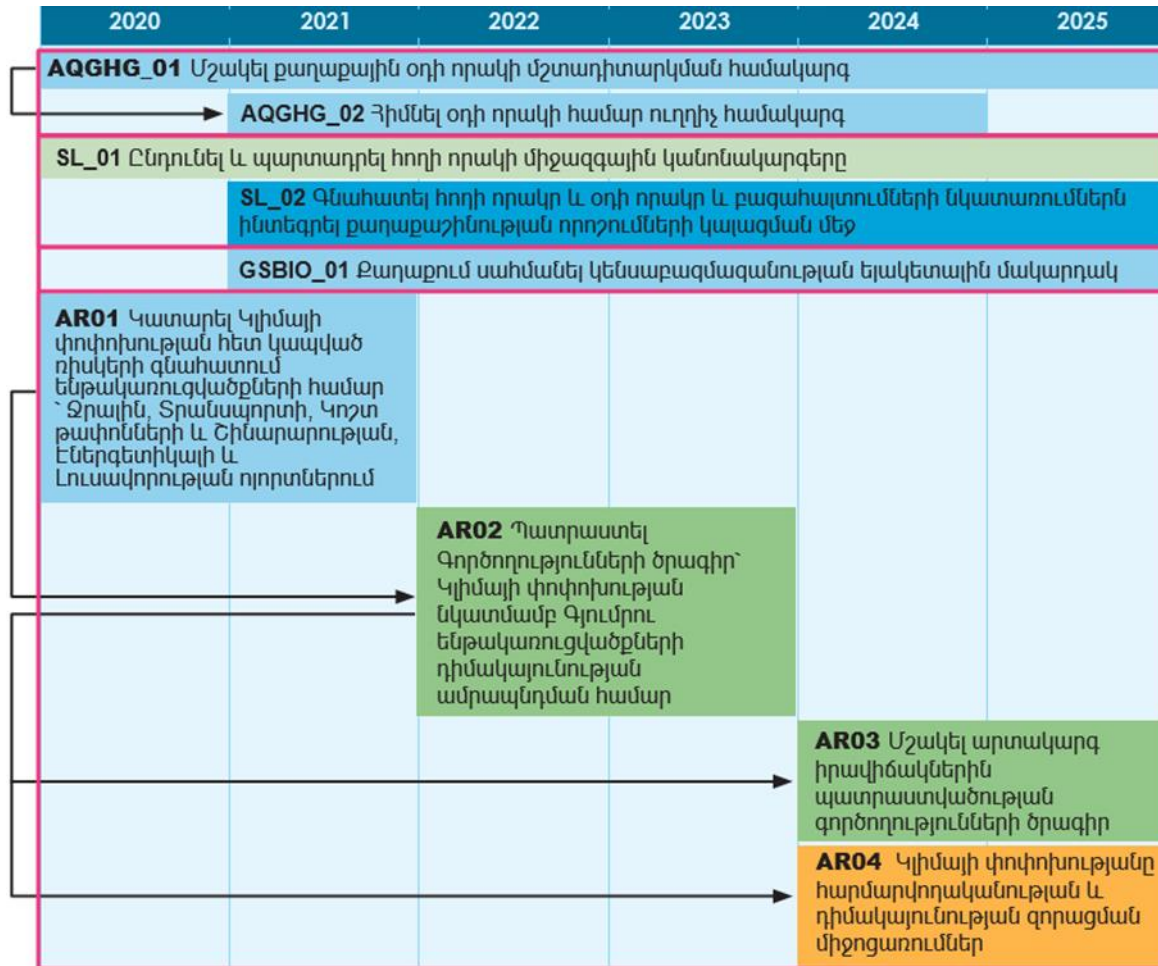 2020 2021 2022 2023 2024 2025
AQGHG_01 Մշակել քաղաքային օդի որակի մշտադիտարկման համակարգ
AQGHG_02 Հիմնել օդի որակի համար ուղղիչ համակարգ
SL_01 Ընդունել և պարտադրել հողի որակի միջազգային կանոնակարգերը
SL_02 Գնահատել հողի որակը և օդի որակը և բացահայտումների նկատառումներն
ինտեգրել քաղաքաշինության որոշումների կայացման մեջ
GSBIO_01 Քաղաքում սահմանել կենսաբազմազանության ելակետային մակարդակ
AR01 Կատարել Կլիմայի
փոփոխության հետ կապված
ռիսկերի գնահատում
ենթակառուցվածքների համար
՝ Ջրային, Տրանսպորտի, Կոշտ
թափոնների և Շինարարության,
Էներգետիկայի և
Լուսավորության ոլորտներում
AR02 Պատրաստել
Գործողությունների ծրագիր՝
Կլիմայի փոփոխության
նկատմամբ Գյումրու
ենթակառուցվածքների
դիմակայունության
ամրապնդման համար
AR03 Մշակել արտակարգ
իրավիճակներին
պատրաստվածության
գործողությունների ծրագիր
AR04 Կլիմայի փոփոխությանը
հարմարվողականության և
դիմակայունության զորացման
միջոցառումներ